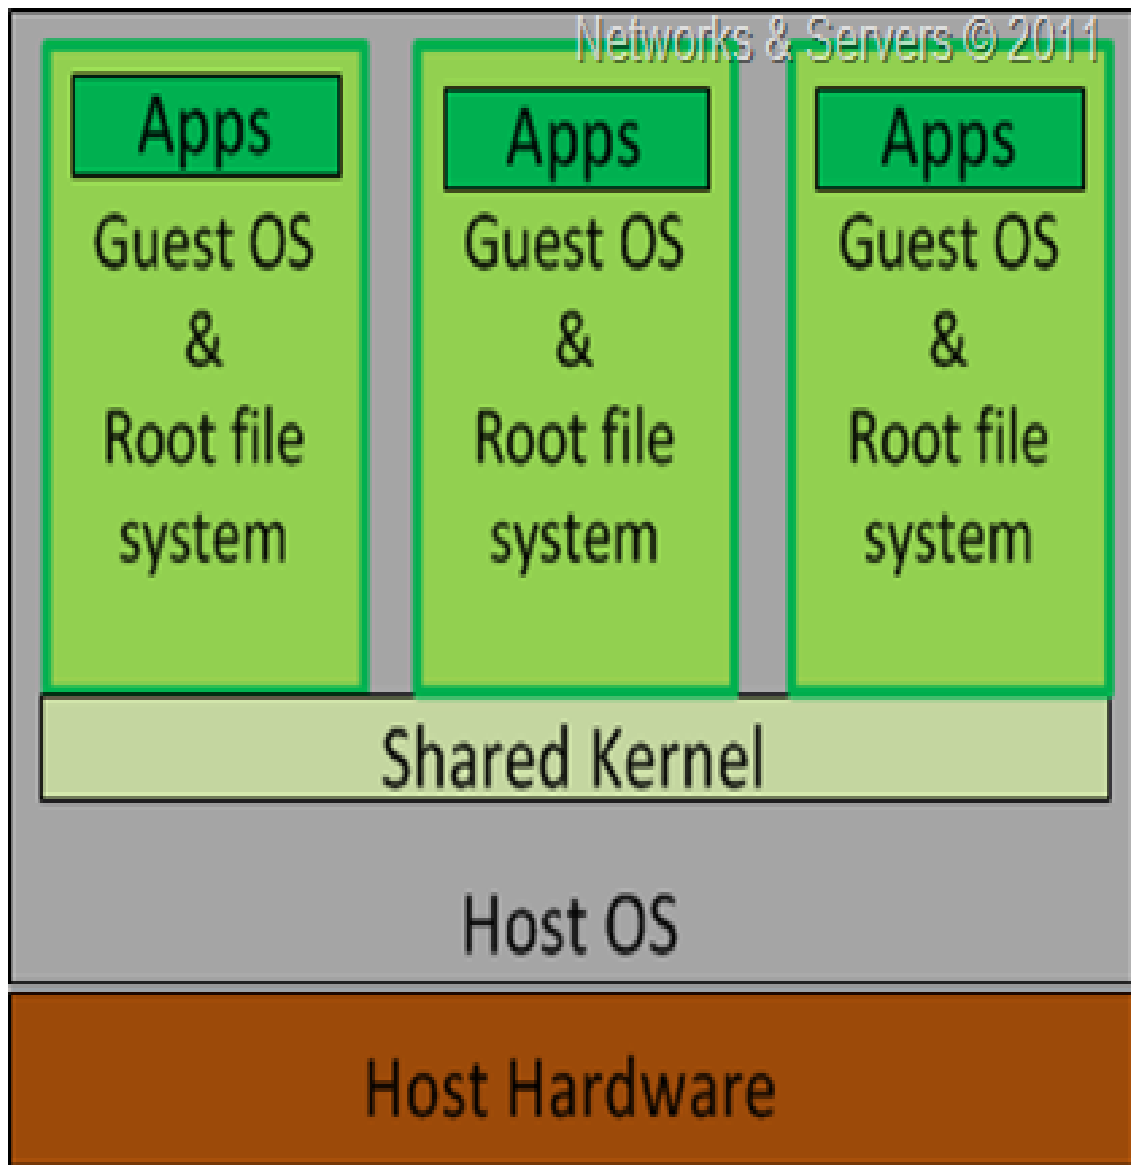 Networks & Servers © 2011
Apps
Guest OS
&
Root file
system
Apps
Guest OS
&
Root file
system
Apps
Guest OS
&
Root file
system
Shared Kernel
Host OS
Host Hardware